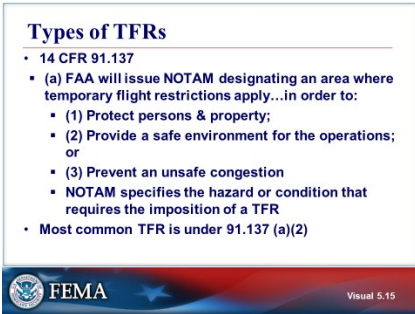 Types of TFRs
• 14 CFR 91.137
▪ (a) FAA will issue NOTAM designating an area where
temporary flight restrictions apply…in order to:
▪ (1) Protect persons & property;
▪ (2) Provide a safe environment for the operations;
or
▪ (3) Prevent an unsafe congestion
▪ NOTAM specifies the hazard or condition that
requires the imposition of a TFR
• Most common TFR is under 91.137 (a)(2)
FEMA
Visual 5.15